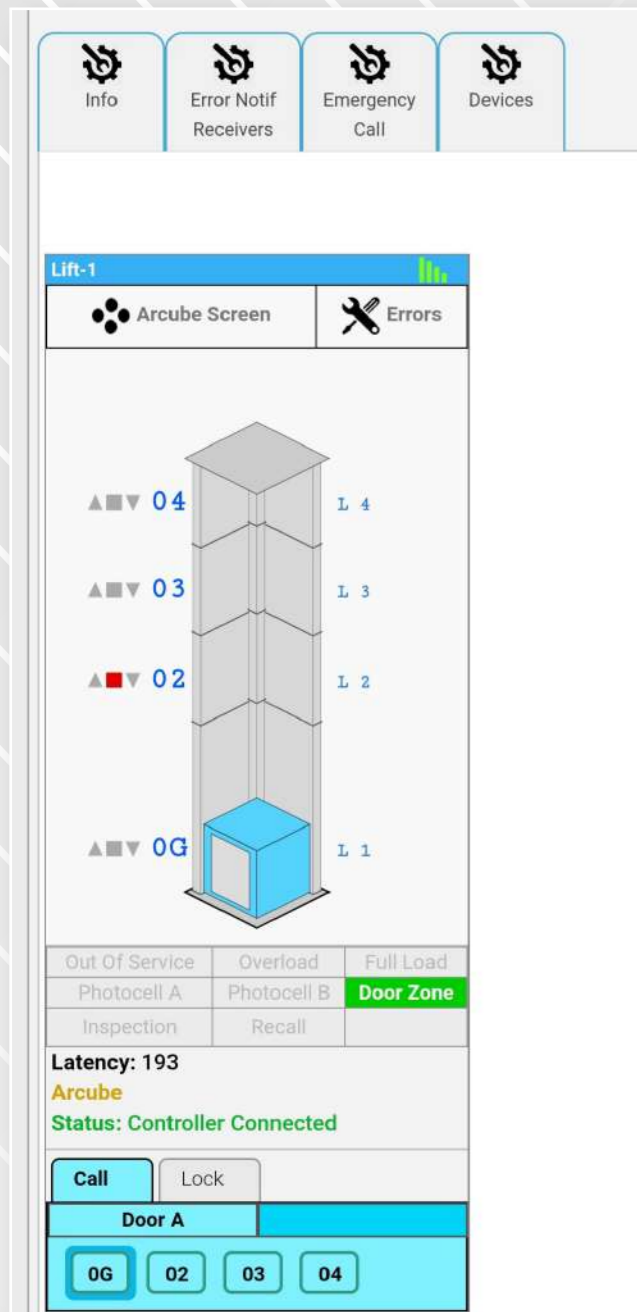 Info
Error Notif
Receivers
Emergency
Call
Devices
Lift-1
Arcube Screen
Errors
▲■▼ 04 L 4
▲■▼ 03 L 3
▲■▼ 02 L 2
▲■▼ 0G L 1
Out Of Service Overload Full Load
Photocell A Photocell B Door Zone
Inspection Recall
Latency: 193
Arcube
Status: Controller Connected
Call Lock
Door A
0G 02 03 04